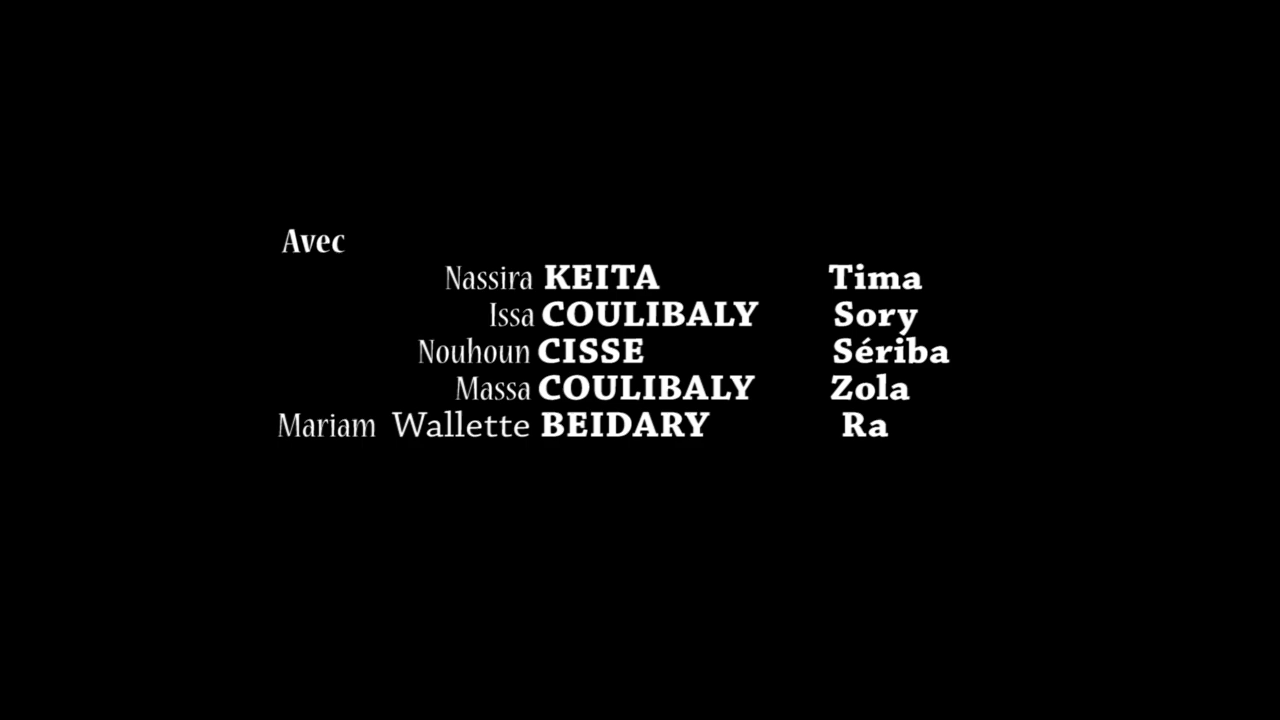 Avec
Nassira KEITA Tima
Issa COULIBALY Sory
Nouhoun CISSE Sériba
Massa COULIBALY Zola
Mariam Wallette BEIDARY Ra